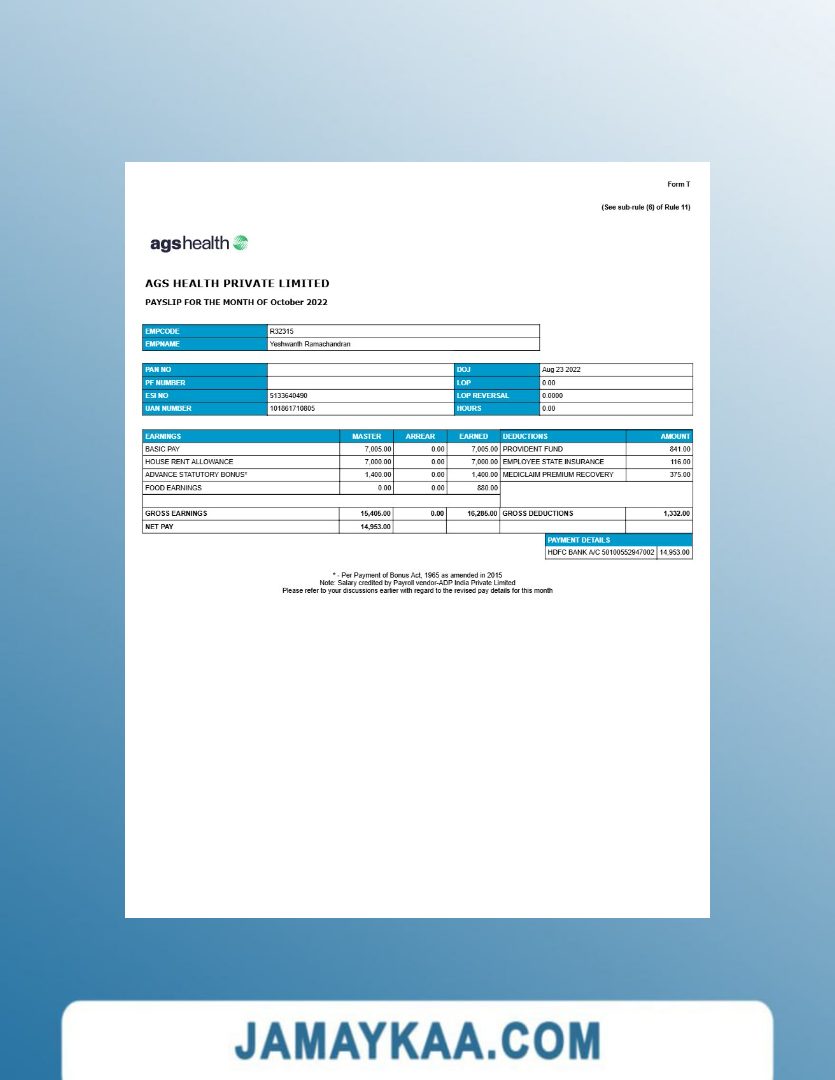 Form T
(See sub-rule (6) of Rule 11)
agshealth
AGS HEALTH PRIVATE LIMITED
PAYSLIP FOR THE MONTH OF October 2022
EMPCODE R32315
EMPNAME Yeshwanth Ramachandran
PAN NO DOJ Aug 23 2022
PF NUMBER LOP 0.00
ESI NO 5133640490 LOP REVERSAL 0.0000
UAN NUMBER 101861710805 HOURS 0.00
EARNINGS MASTER ARREAR EARNED DEDUCTIONS AMOUNT
BASIC PAY 7,005.00 0.00 7,005.00 PROVIDENT FUND 841.00
HOUSE RENT ALLOWANCE 7,000.00 0.00 7,000.00 EMPLOYEE STATE INSURANCE 116.00
ADVANCE STATUTORY BONUS* 1,400.00 0.00 1,400.00 MEDICLAIM PREMIUM RECOVERY 375.00
FOOD EARNINGS 0.00 0.00 880.00
GROSS EARNINGS 15,405.00 0.00 16,285.00 GROSS DEDUCTIONS 1,332.00
NET PAY 14,953.00
PAYMENT DETAILS
HDFC BANK A/C 50100552947002 14,953.00
* - Per Payment of Bonus Act, 1965 as amended in 2015
Note: Salary credited by Payroll vendor-ADP India Private Limited
Please refer to your discussions earlier with regard to the revised pay details for this month
JAMAYKAA.COM